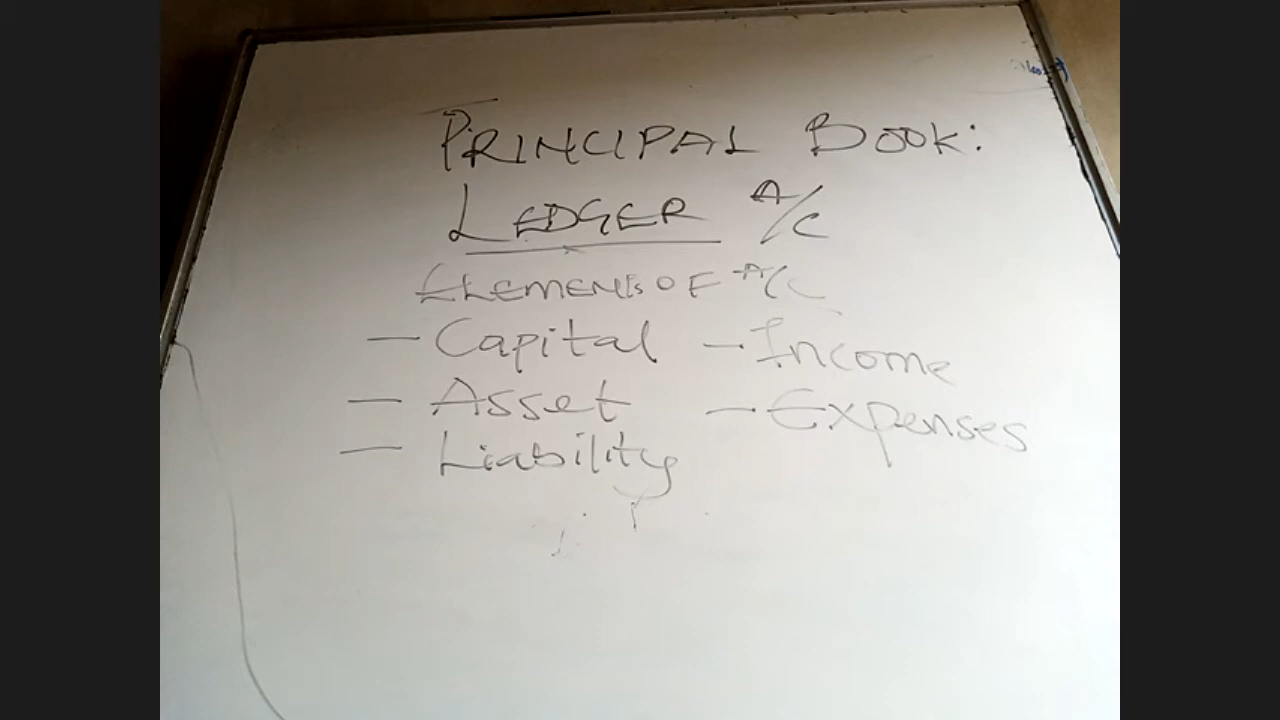 PRINCIPAL BOOK:
LEDGER A/C
ELEMENTS OF A/C
- Capital - Income
- Asset - Expenses
- Liability